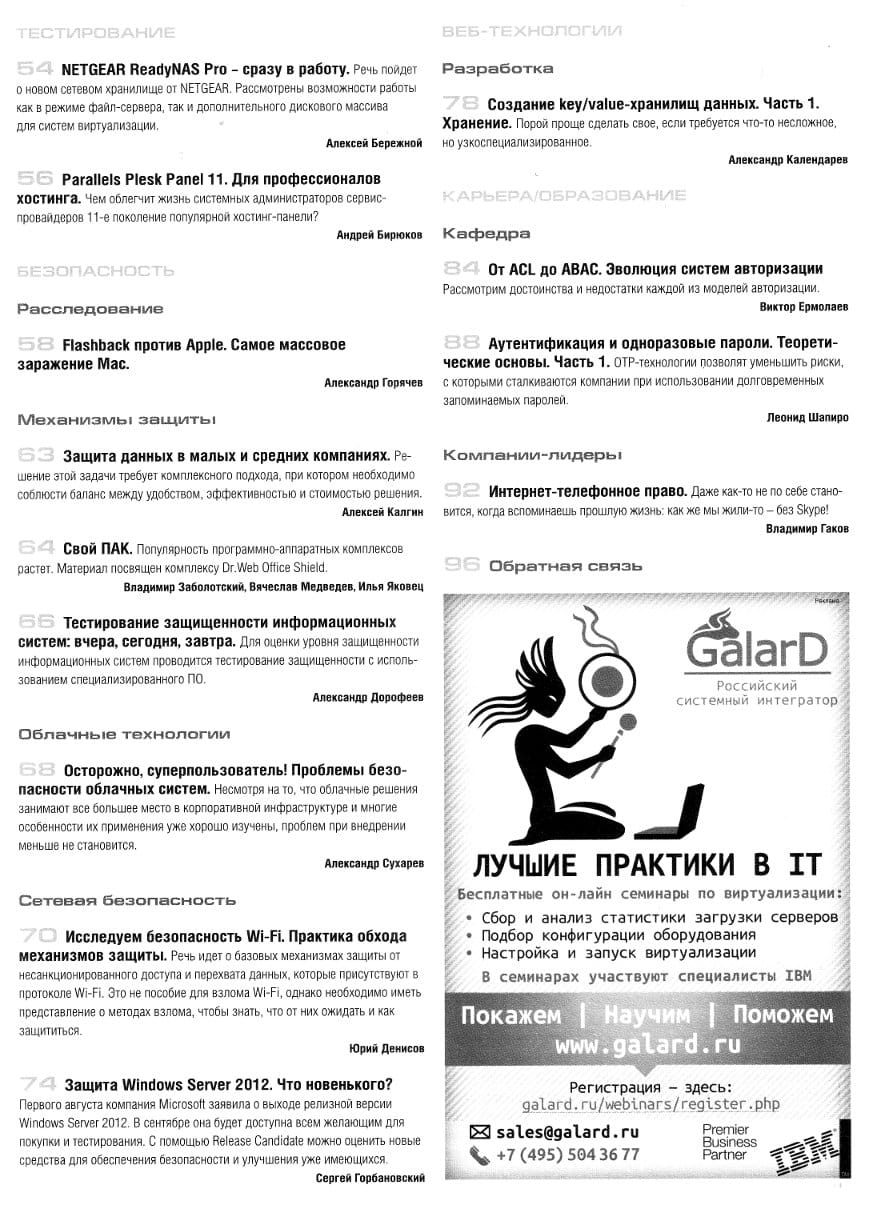 ТЕСТИРОВАНИЕ
54 NETGEAR ReadyNAS Pro – сразу в работу. Речь пойдет
о новом сетевом хранилище от NETGEAR. Рассмотрены возможности работы
как в режиме файл-сервера, так и дополнительного дискового массива
для систем виртуализации.
Алексей Бережной
56 Parallels Plesk Panel 11. Для профессионалов
хостинга. Чем облегчит жизнь системных администраторов сервис-
провайдеров 11-е поколение популярной хостинг-панели?
Андрей Бирюков
БЕЗОПАСНОСТЬ
Расследование
58 Flashback против Apple. Самое массовое
заражение Mac.
Александр Горячев
Механизмы защиты
63 Защита данных в малых и средних компаниях. Ре-
шение этой задачи требует комплексного подхода, при котором необходимо
соблюсти баланс между удобством, эффективностью и стоимостью решения.
Алексей Калгин
64 Свой ПАК. Популярность программно-аппаратных комплексов
растет. Материал посвящен комплексу Dr.Web Office Shield.
Владимир Заболотский, Вячеслав Медведев, Илья Яковец
65 Тестирование защищенности информационных
систем: вчера, сегодня, завтра. Для оценки уровня защищенности
информационных систем проводится тестирование защищенности с исполь-
зованием специализированного ПО.
Александр Дорофеев
Облачные технологии
68 Осторожно, суперпользователь! Проблемы безо-
пасности облачных систем. Несмотря на то, что облачные решения
занимают все большее место в корпоративной инфраструктуре и многие
особенности их применения уже хорошо изучены, проблем при внедрении
меньше не становится.
Александр Сухарев
Сетевая безопасность
70 Исследуем безопасность Wi-Fi. Практика обхода
механизмов защиты. Речь идет о базовых механизмах защиты от
несанкционированного доступа и перехвата данных, которые присутствуют в
протоколе Wi-Fi. Это не пособие для взлома Wi-Fi, однако необходимо иметь
представление о методах взлома, чтобы знать, что от них ожидать и как
защититься.
Юрий Денисов
74 Защита Windows Server 2012. Что новенького?
Первого августа компания Microsoft заявила о выходе релизной версии
Windows Server 2012. В сентябре она будет доступна всем желающим для
покупки и тестирования. С помощью Release Candidate можно оценить новые
средства для обеспечения безопасности и улучшения уже имеющихся.
Сергей Горбановский
ВЕБ-ТЕХНОЛОГИИ
Разработка
78 Создание key/value-хранилищ данных. Часть 1.
Хранение. Порой проще сделать свое, если требуется что-то несложное,
но узкоспециализированное.
Александр Календарев
КАРЬЕРА/ОБРАЗОВАНИЕ
Кафедра
84 От ACL до ABAC. Эволюция систем авторизации
Рассмотрим достоинства и недостатки каждой из моделей авторизации.
Виктор Ермолаев
88 Аутентификация и одноразовые пароли. Теорети-
ческие основы. Часть 1. OTP-технологии позволят уменьшить риски,
с которыми сталкиваются компании при использовании долговременных
запоминаемых паролей.
Леонид Шапиро
Компании-лидеры
92 Интернет-телефонное право. Даже как-то не по себе стано-
вится, когда вспоминаешь прошлую жизнь: как же мы жили-то – без Skype!
Владимир Гаков
96 Обратная связь
Реклама
GalarD
Российский
системный интегратор
ЛУЧШИЕ ПРАКТИКИ В IT
Бесплатные он-лайн семинары по виртуализации:
• Сбор и анализ статистики загрузки серверов
• Подбор конфигурации оборудования
• Настройка и запуск виртуализации
В семинарах участвуют специалисты IBM
Покажем | Научим | Поможем
www.galard.ru
Регистрация – здесь:
galard.ru/webinars/register.php
sales@galard.ru
+7 (495) 504 36 77
Premier
Business
Partner
IBM